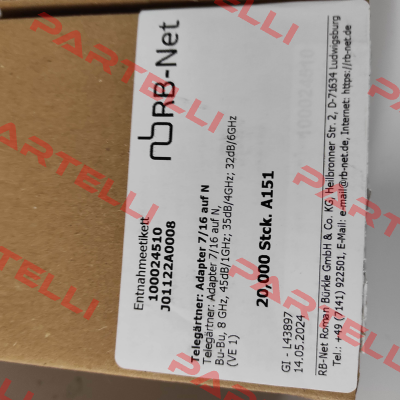 RB-Net
Entnahmeetikett
100024510
J01122A0008
Telegärtner: Adapter 7/16 auf N
Telegärtner: Adapter 7/16 auf N,
Bu-Bu, 8 GHz, 45dB/1GHz; 35dB/4GHz; 32dB/6GHz
(VE 1)
20,000 Stck. A151
GI - L43897
14.05.2024
RB-Net Roman Bürkle GmbH & Co. KG, Heilbronner Str. 2, D-71634 Ludwigsburg
Tel.: +49 (7141) 922501, E-Mail: e-mail@rb-net.de, Internet: https://rb-net.de
PARTELLI
PARTELLI
PARTELLI
PARTELLI